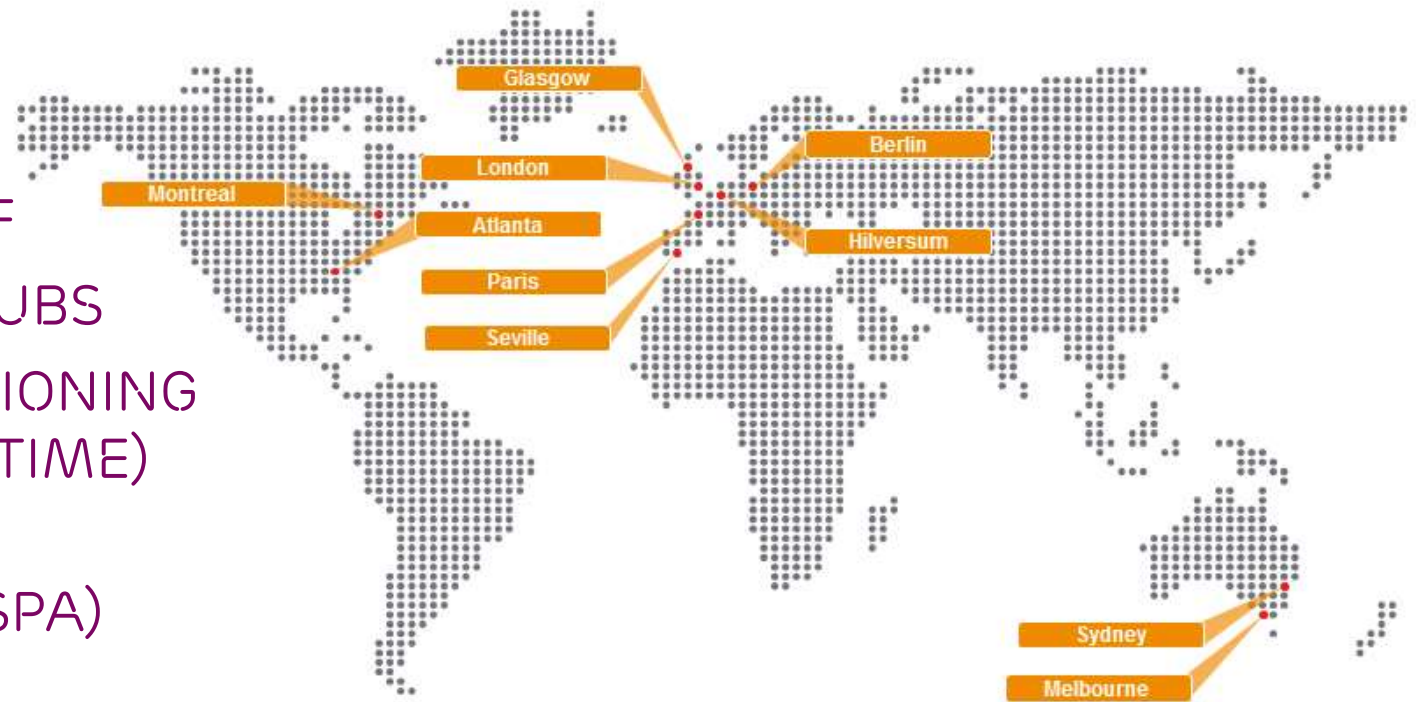 Glasgow
Berlin
London
Montreal
Atlanta
Hilversum
Paris
Seville
UBS
IONING
TIME)
SPA)
Sydney
Melbourne